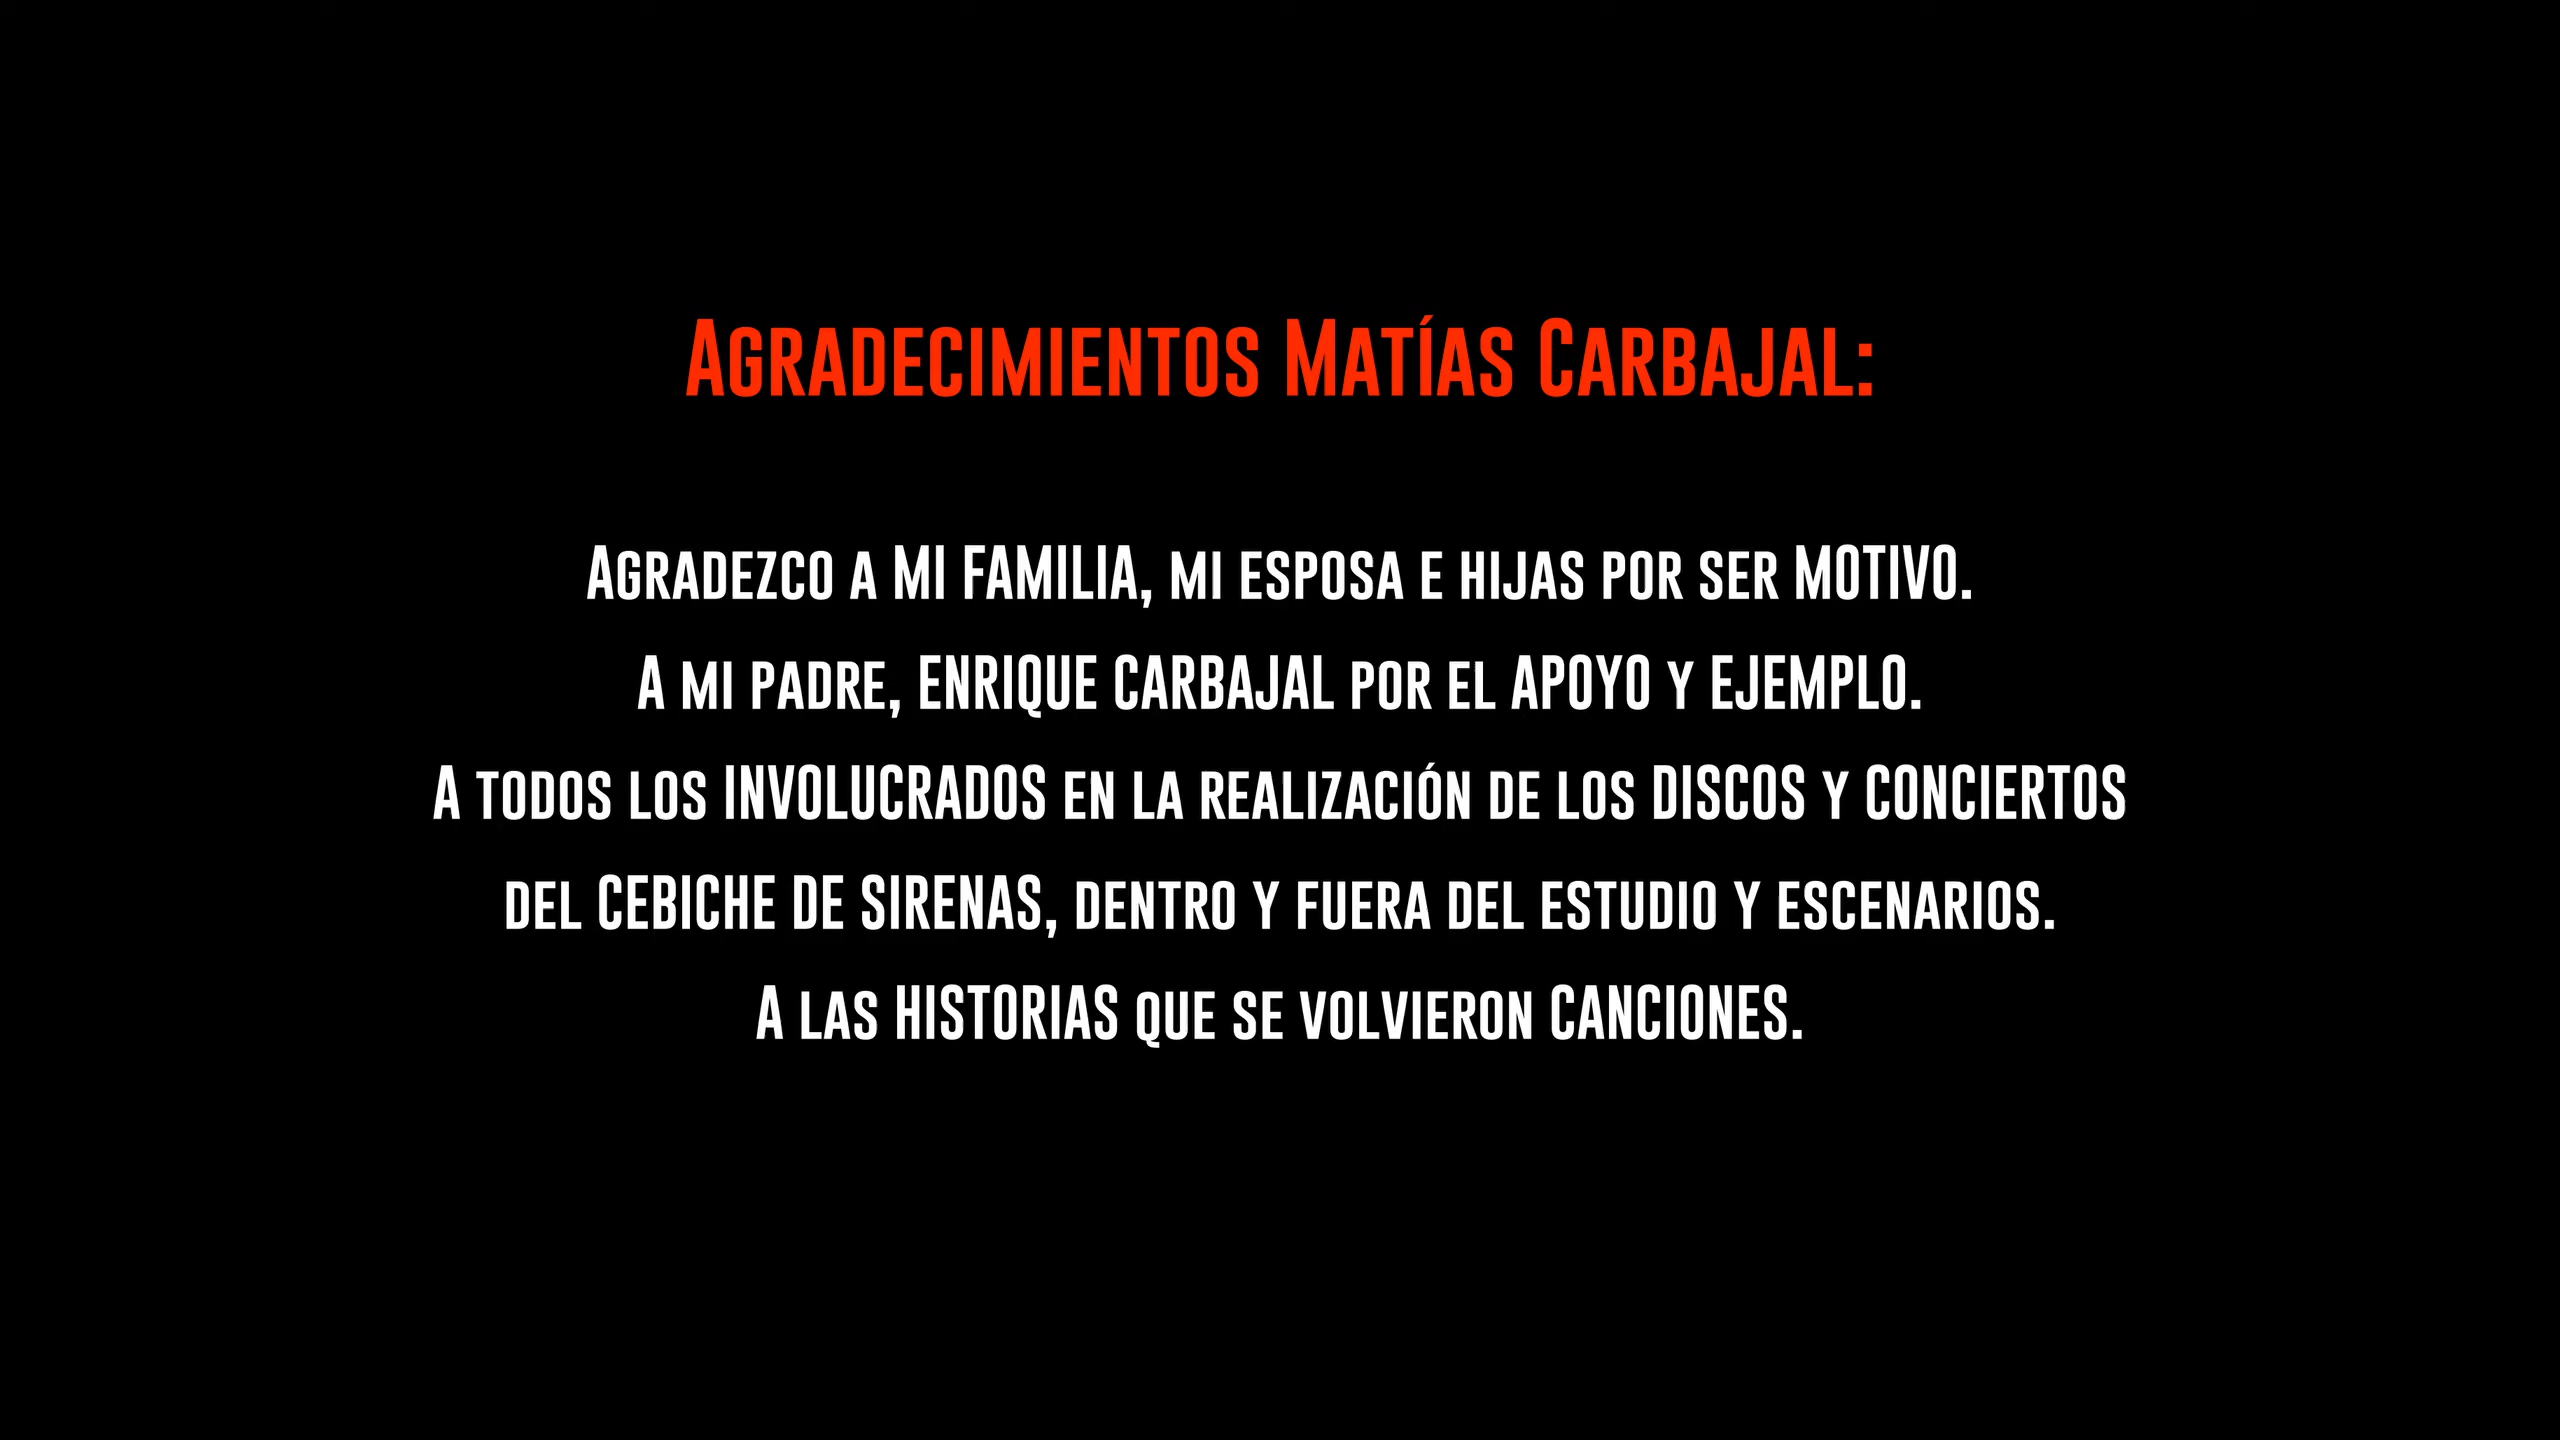 Agradecimientos Matías Carbajal:
Agradezco a MI FAMILIA, mi esposa e hijas por ser MOTIVO.
A mi padre, ENRIQUE CARBAJAL por el APOYO y EJEMPLO.
A todos los INVOLUCRADOS en la realización de los DISCOS y CONCIERTOS
del CEBICHE DE SIRENAS, dentro y fuera del estudio y escenarios.
A las HISTORIAS que se volvieron CANCIONES.